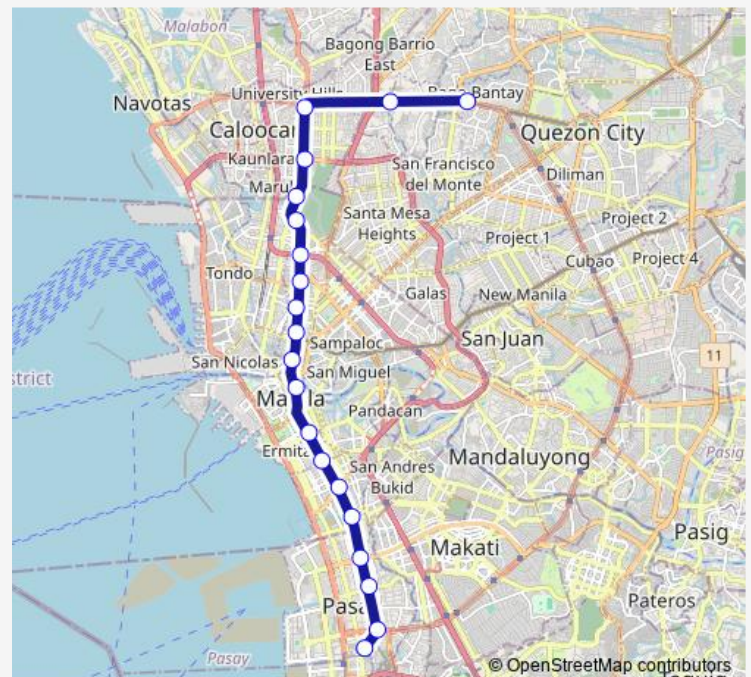 Malabon
Bagong Barrio
East
Navotas
University Hills
Bago Bantay
Caloocan
Quezon City
San Francisco
del Monte
Diliman
Santa Mesa
Heights
Project 2
Project 1
Cubao
Project 4
Tondo
Galas
New Manila
Sampaloc
San Juan
11
San Nicolas
San Miguel
strict
Pandacan
Ermita
San Andres
Bukid
Mandaluyong
Pasig
Makati
Pasig
Pateros
Pasay
© OpenStreetMap contributors